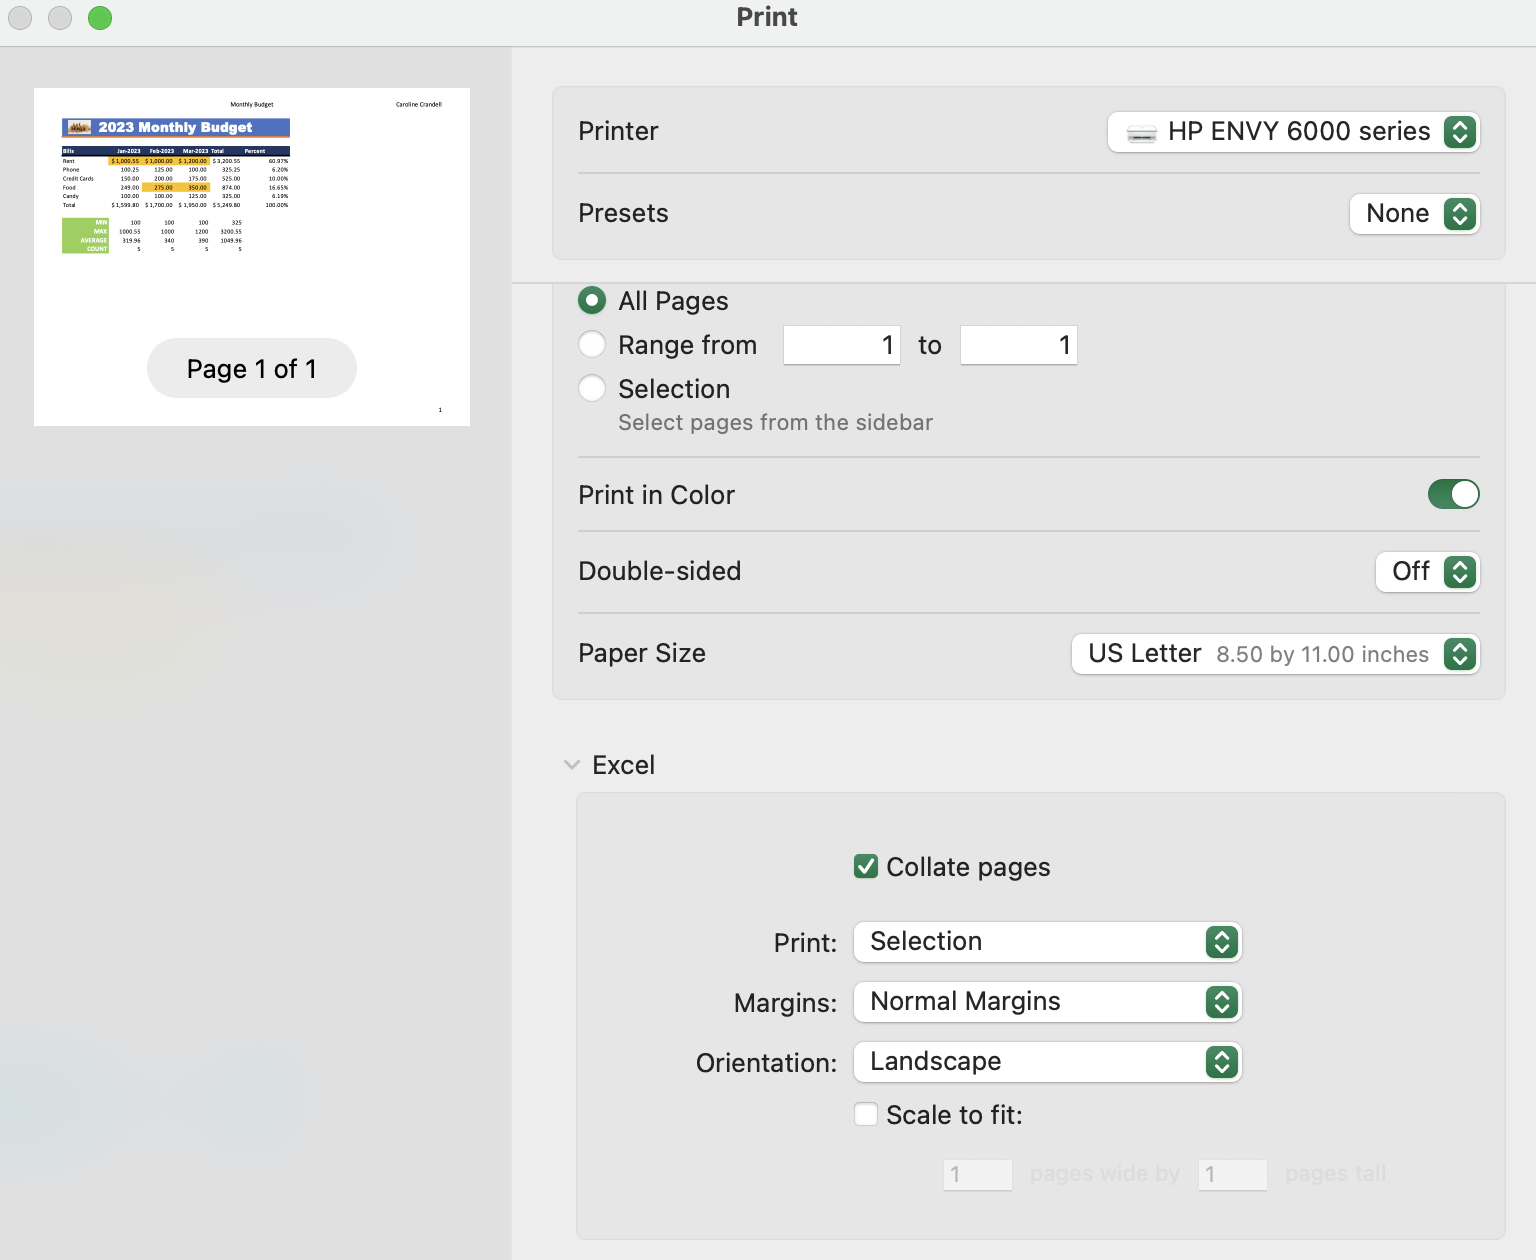 Print
Monthly Budget Caroline Crandell
2023 Monthly Budget
Bills Jan-2023 Feb-2023 Mar-2023 Total Percent
Rent $ 1,000.55 $ 1,000.00 $ 1,200.00 $ 3,200.55 60.97%
Phone 100.25 125.00 100.00 325.25 6.20%
Credit Cards 150.00 200.00 175.00 525.00 10.00%
Food 249.00 275.00 350.00 874.00 16.65%
Candy 100.00 100.00 125.00 325.00 6.19%
Total $ 1,599.80 $ 1,700.00 $ 1,950.00 $ 5,249.80 100.00%
MIN 100 100 100 325
MAX 1000.55 1000 1200 3200.55
AVERAGE 319.96 340 390 1049.96
COUNT 5 5 5 5
Page 1 of 1
1
Printer HP ENVY 6000 series
Presets None
All Pages
Range from 1 to 1
Selection
Select pages from the sidebar
Print in Color
Double-sided Off
Paper Size US Letter 8.50 by 11.00 inches
Excel
Collate pages
Print: Selection
Margins: Normal Margins
Orientation: Landscape
Scale to fit:
1 pages wide by 1 pages tall